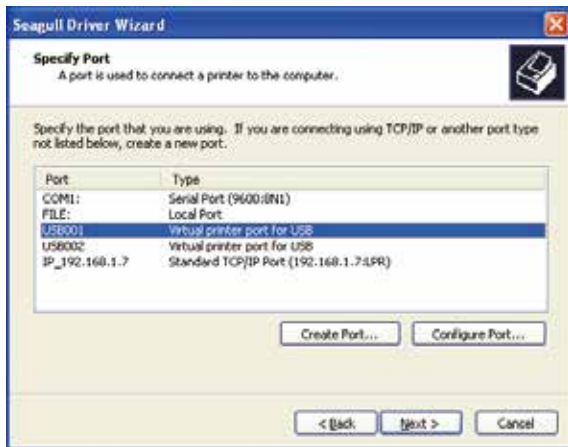 Seagull Driver Wizard
Specify Port
A port is used to connect a printer to the computer.
Specify the port that you are using. If you are connecting using TCP/IP or another port type
not listed below, create a new port.
Port Type
COM1: Serial Port (9600:8N1)
FILE: Local Port
USB001 Virtual printer port for USB
USB002 Virtual printer port for USB
IP_192.168.1.7 Standard TCP/IP Port (192.168.1.7:LPR)
Create Port... Configure Port...
< Back Next > Cancel